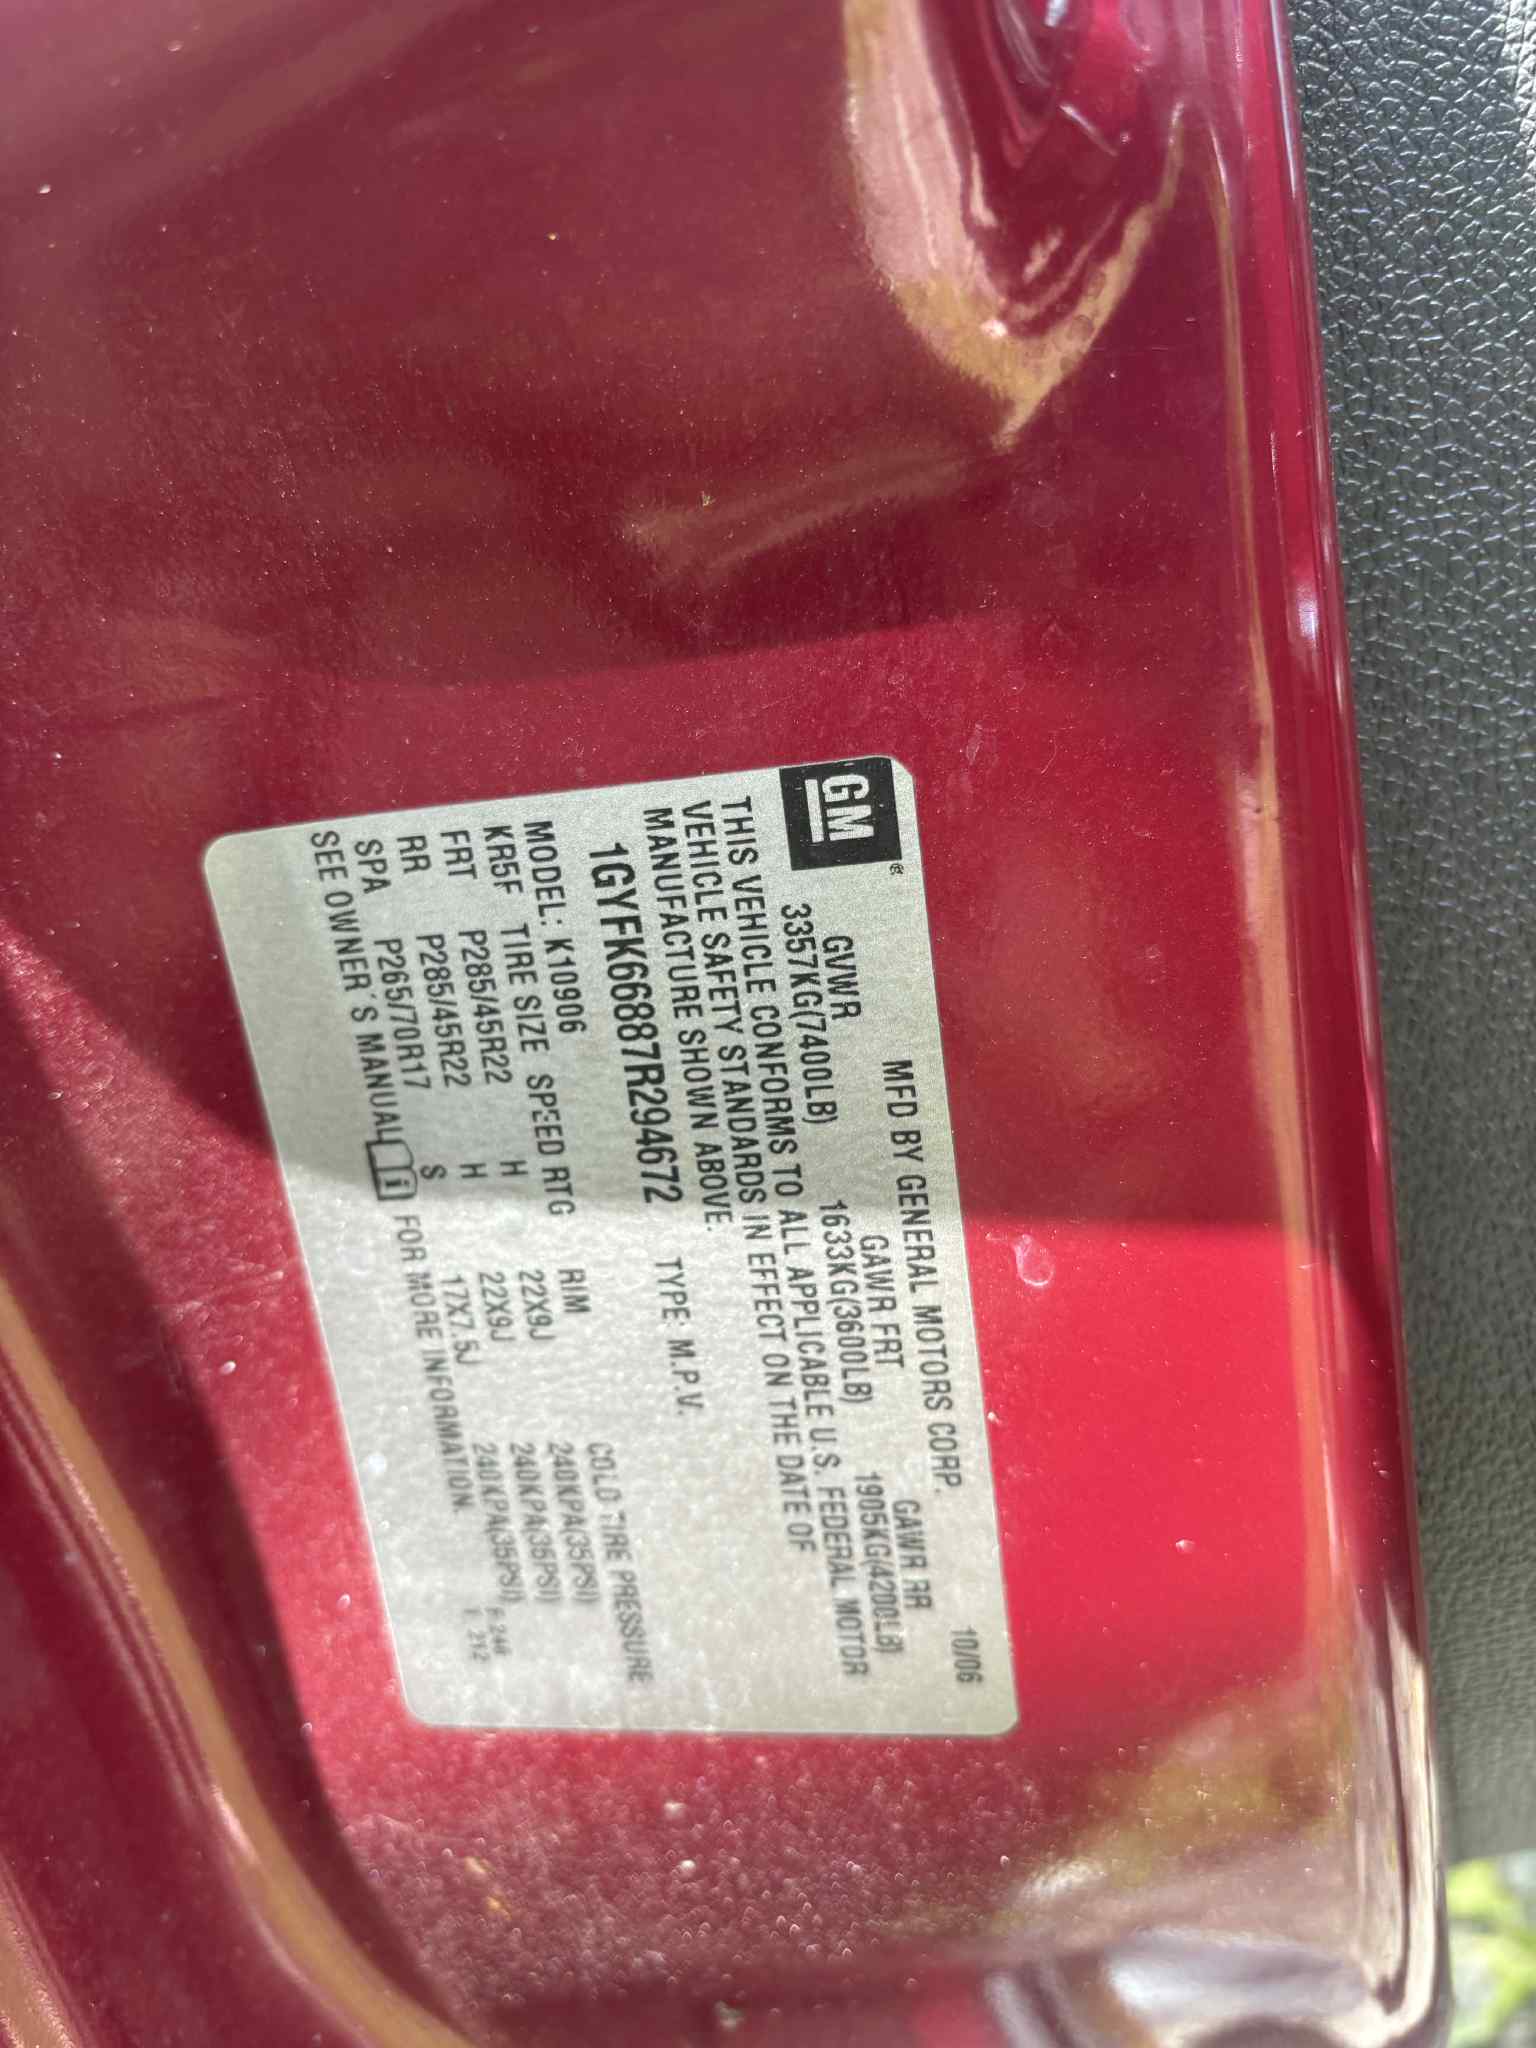 GM®
MFD BY GENERAL MOTORS CORP. 10/06
GVWR GAWR FRT GAWR RR
3357KG(7400LB) 1633KG(3600LB) 1905KG(4200LB)
THIS VEHICLE CONFORMS TO ALL APPLICABLE U.S. FEDERAL MOTOR
VEHICLE SAFETY STANDARDS IN EFFECT ON THE DATE OF
MANUFACTURE SHOWN ABOVE.
1GYFK66887R294672 TYPE: M.P.V.
MODEL: K10906
KR5F TIRE SIZE SPEED RTG RIM COLD TIRE PRESSURE
FRT P285/45R22 H 22X9J 240KPA(35PSI)
RR P285/45R22 H 22X9J 240KPA(35PSI)
SPA P265/70R17 S 17X7.5J 240KPA(35PSI)
SEE OWNER'S MANUAL i FOR MORE INFORMATION.